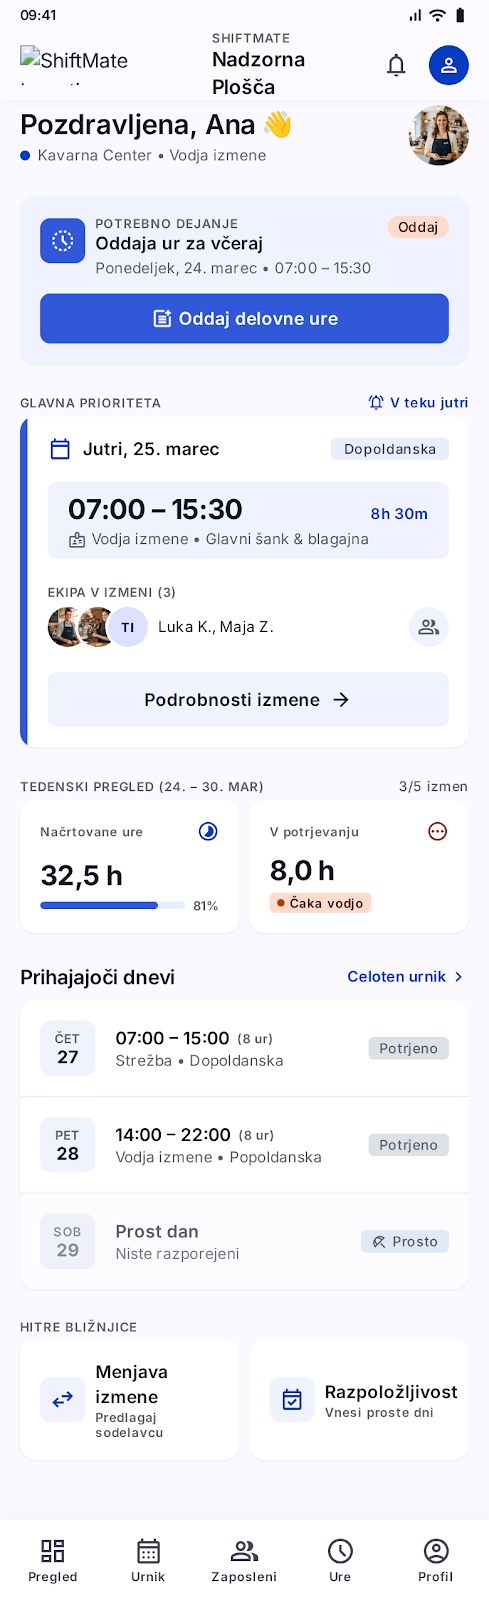 09:41
ShiftMate
SHIFTMATE
Nadzorna
Plošča
Pozdravljena, Ana 👋
Kavarna Center • Vodja izmene
POTREBNO DEJANJE
Oddaj
Oddaja ur za včeraj
Ponedeljek, 24. marec • 07:00 – 15:30
Oddaj delovne ure
GLAVNA PRIORITETA
V teku jutri
Jutri, 25. marec
Dopoldanska
07:00 – 15:30
8h 30m
Vodja izmene • Glavni šank & blagajna
EKIPA V IZMENI (3)
TI
Luka K., Maja Z.
Podrobnosti izmene
TEDENSKI PREGLED (24. – 30. MAR)
3/5 izmen
Načrtovane ure
32,5 h
81%
V potrjevanju
8,0 h
Čaka vodjo
Prihajajoči dnevi
Celoten urnik
ČET
27
07:00 – 15:00 (8 ur)
Strežba • Dopoldanska
Potrjeno
PET
28
14:00 – 22:00 (8 ur)
Vodja izmene • Popoldanska
Potrjeno
SOB
29
Prost dan
Niste razporejeni
Prosto
HITRE BLIŽNJICE
Menjava
izmene
Predlagaj
sodelavcu
Razpoložljivost
Vnesi proste dni
Pregled
Urnik
Zaposleni
Ure
Profil